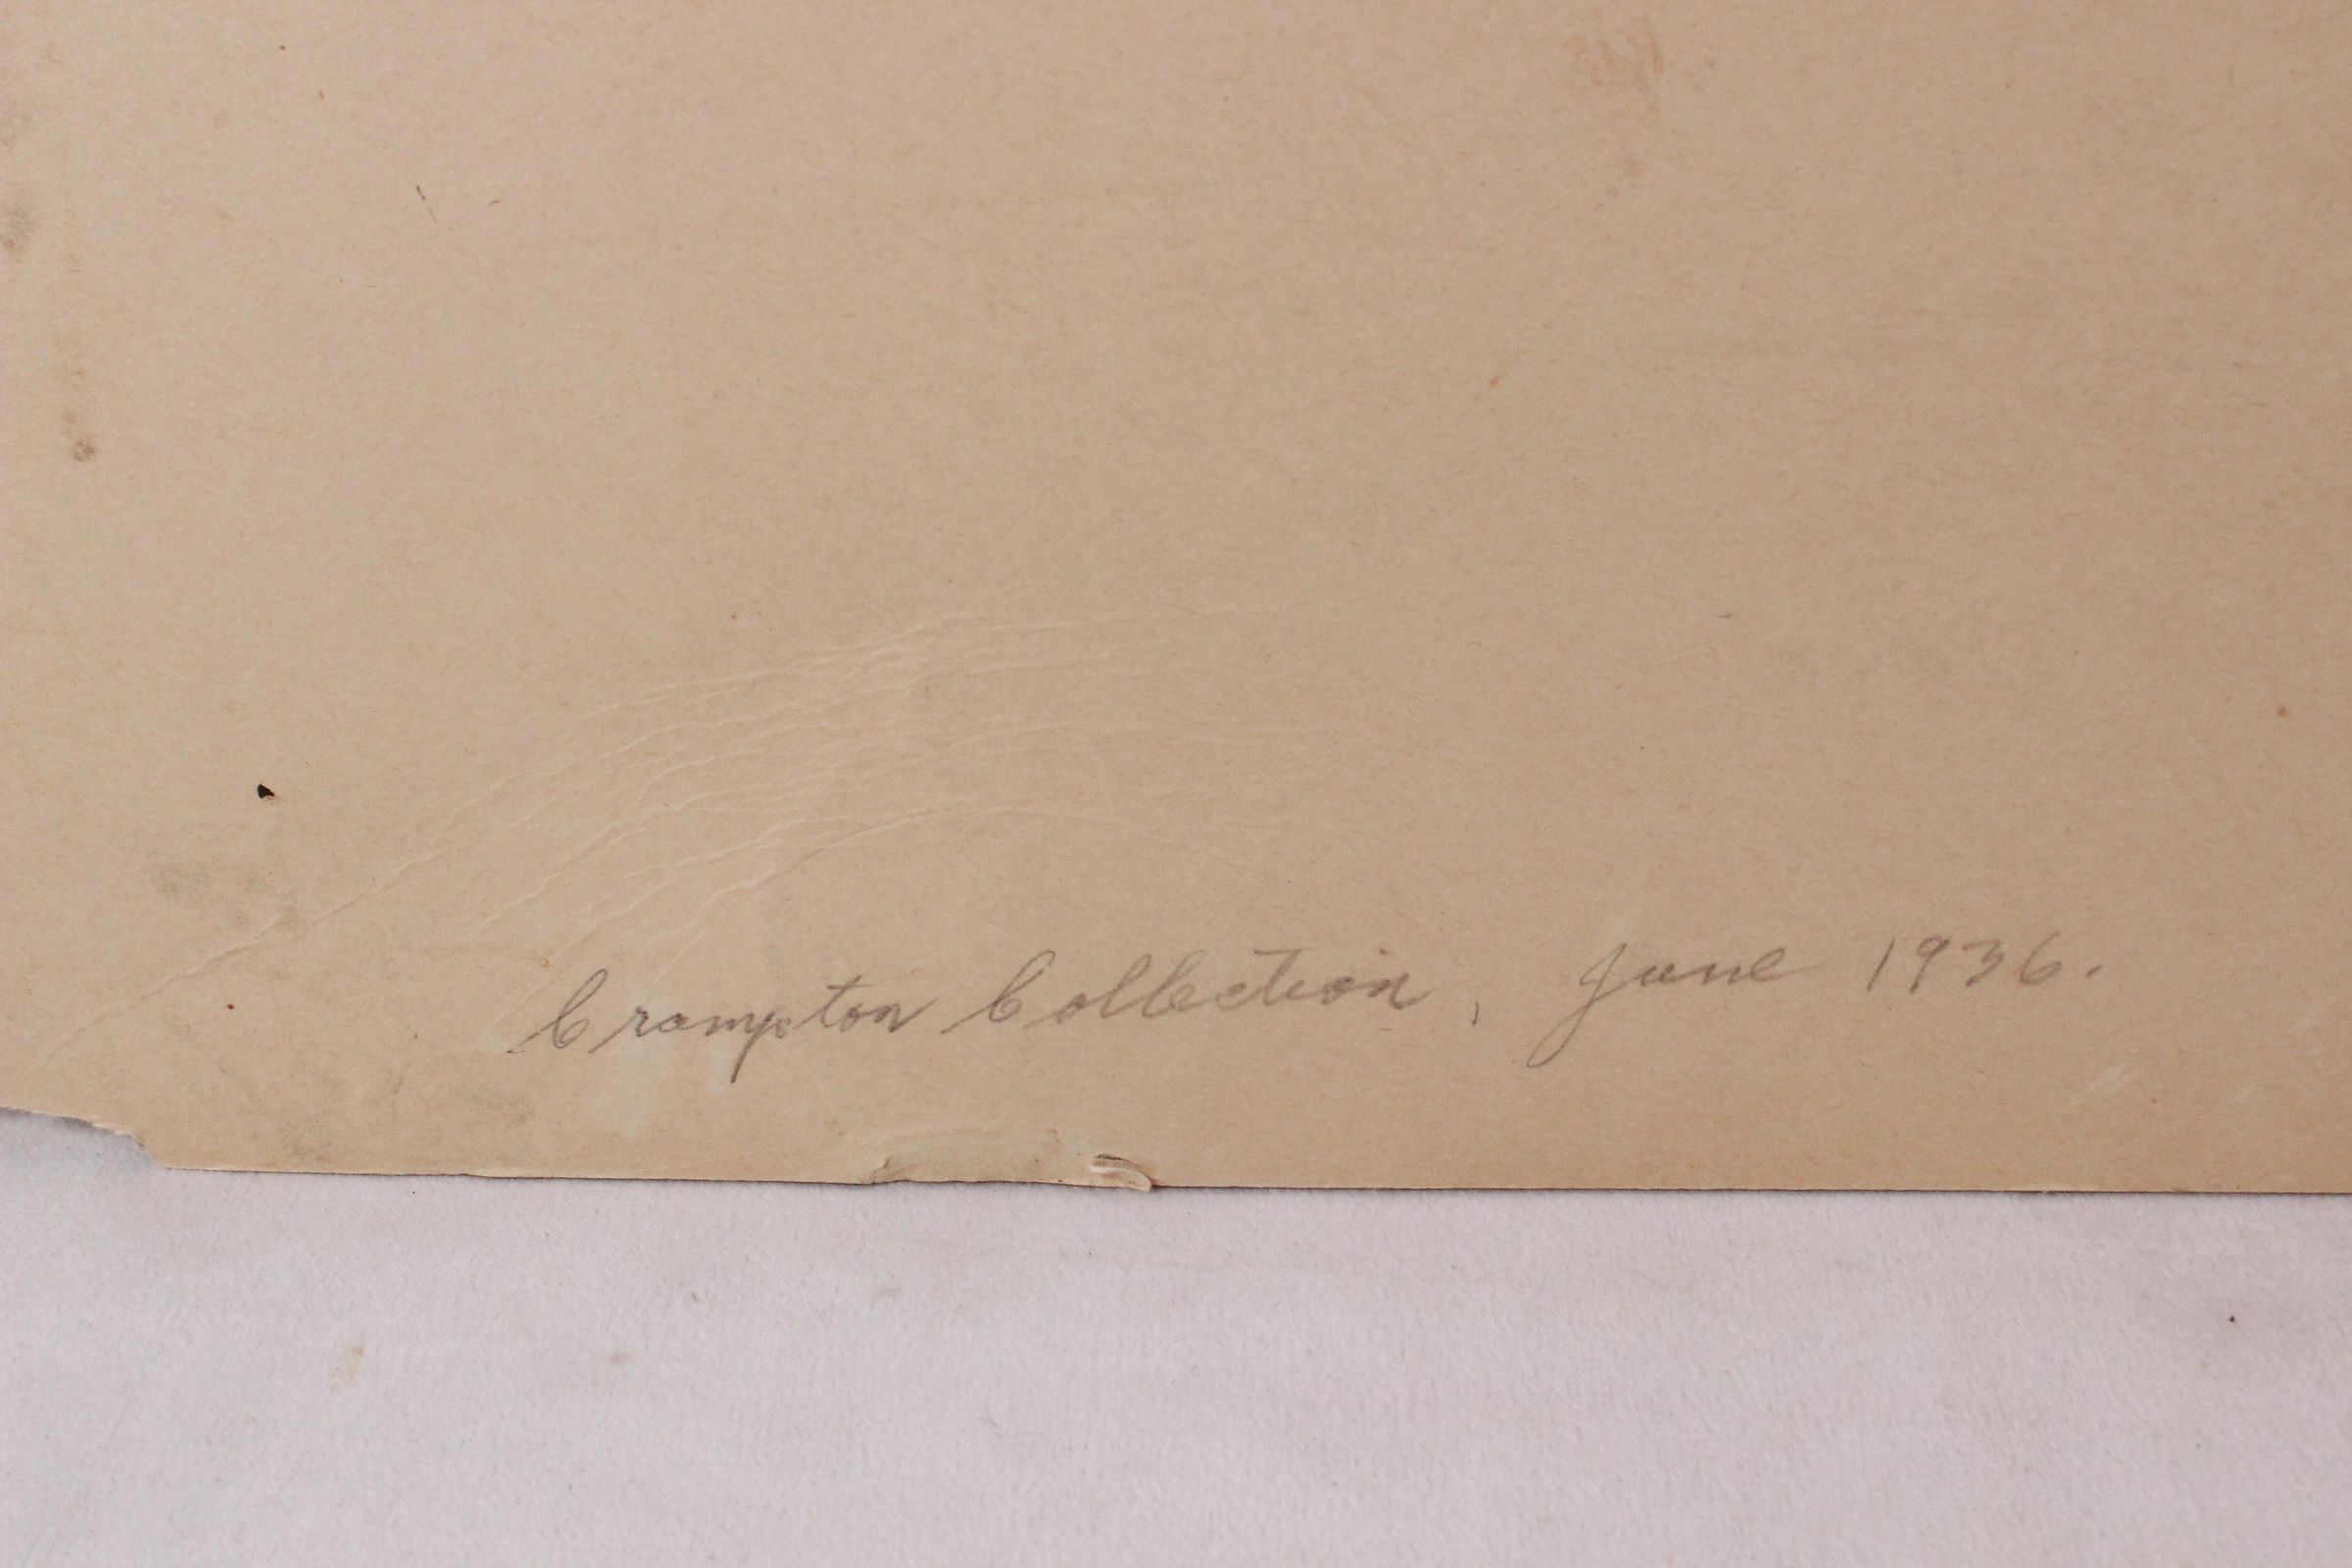 Crampton Collection, June 1936.